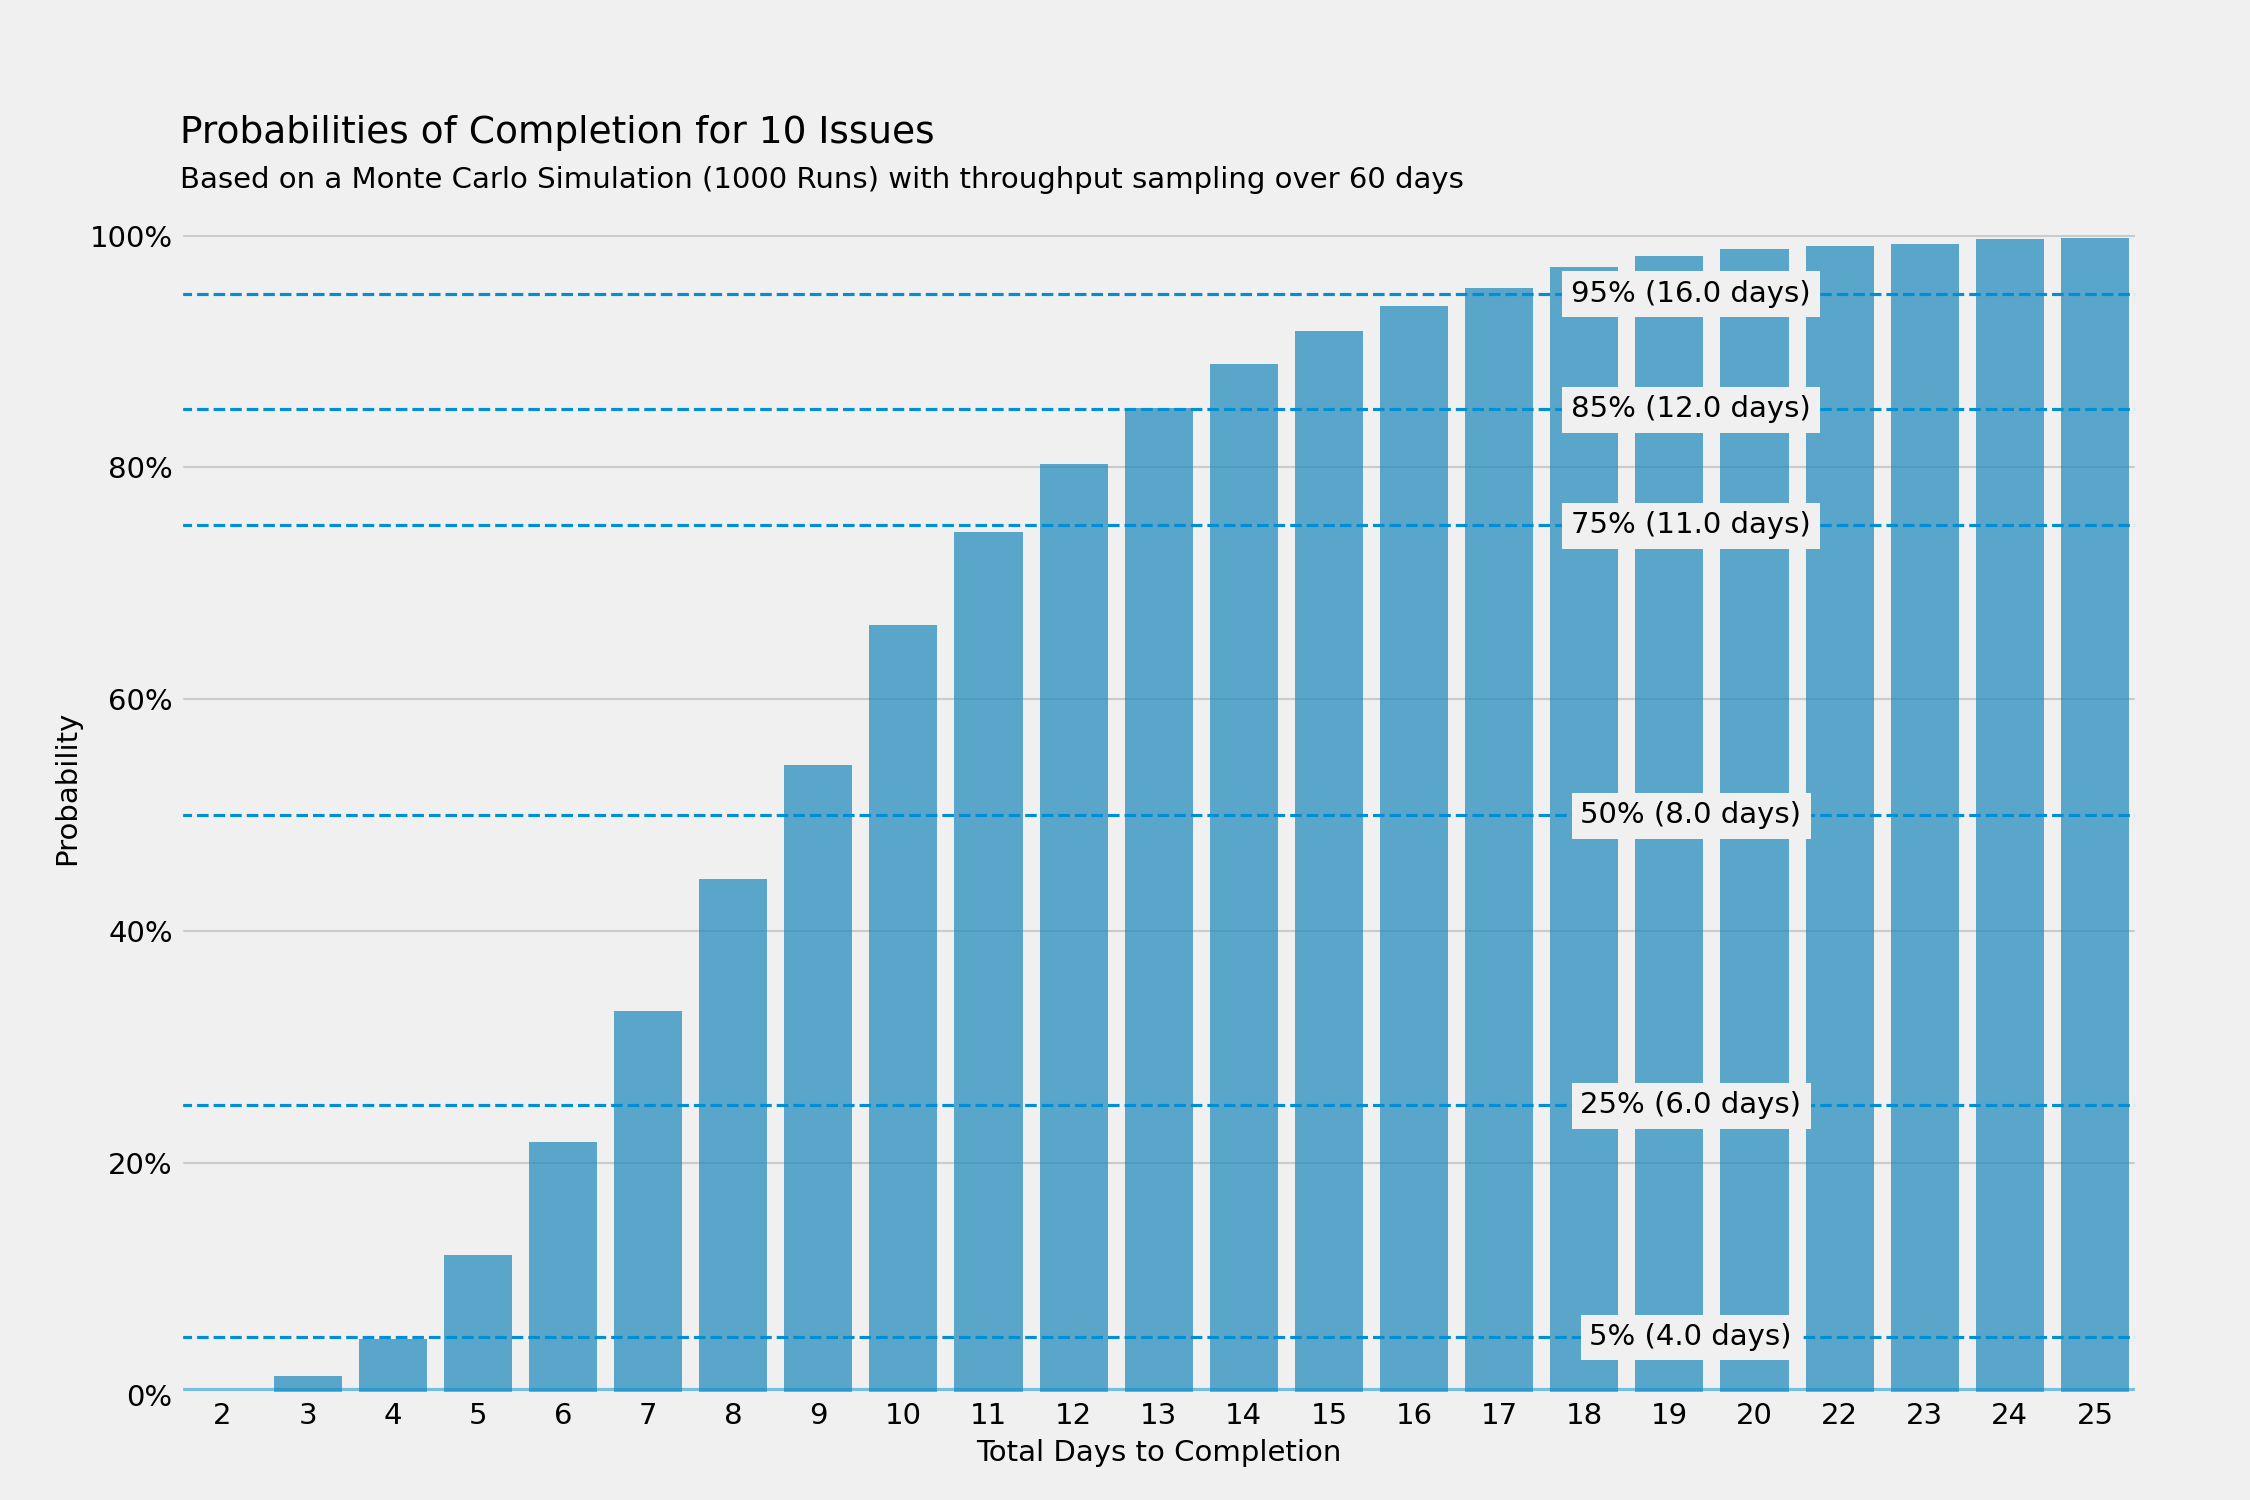 Probabilities of Completion for 10 Issues
Based on a Monte Carlo Simulation (1000 Runs) with throughput sampling over 60 days
100%
95% (16.0 days)
85% (12.0 days)
80%
75% (11.0 days)
60%
Probability
50% (8.0 days)
40%
25% (6.0 days)
20%
5% (4.0 days)
0%
2 3 4 5 6 7 8 9 10 11 12 13 14 15 16 17 18 19 20 22 23 24 25
Total Days to Completion